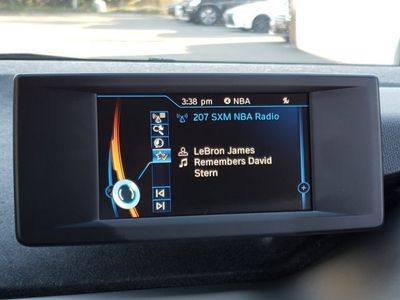 3:38 pm NBA
207 SXM NBA Radio
LeBron James
Remembers David
Stern